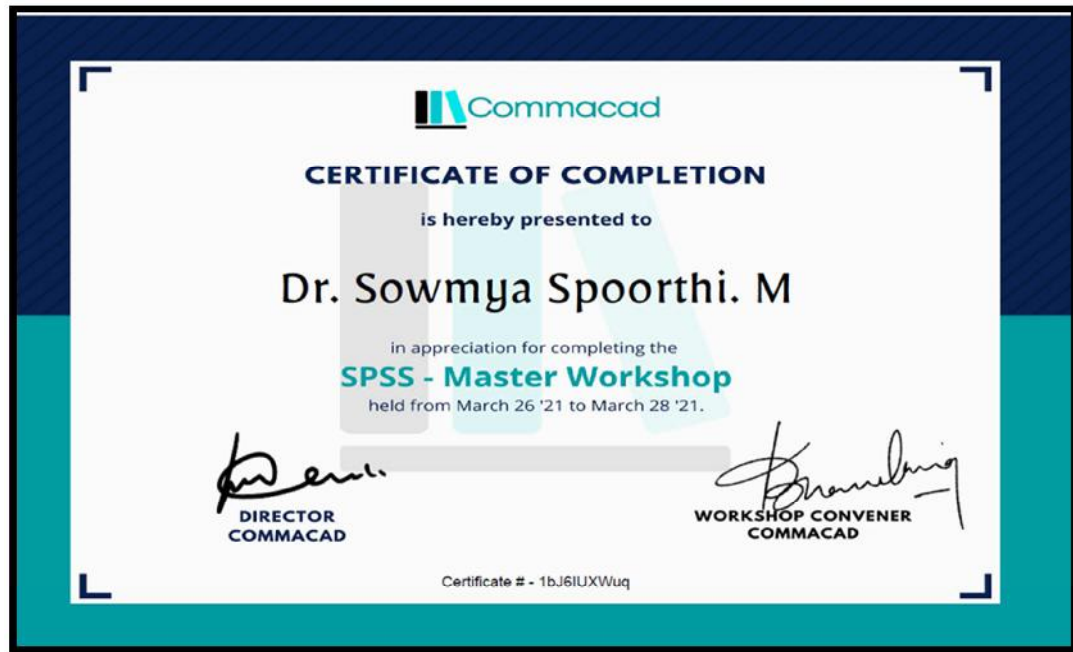 Commacad
CERTIFICATE OF COMPLETION
is hereby presented to
Dr. Sowmya Spoorthi. M
in appreciation for completing the
SPSS - Master Workshop
held from March 26 '21 to March 28 '21.
DIRECTOR
COMMACAD
WORKSHOP CONVENER
COMMACAD
Certificate # - 1bJ6IUXWuq